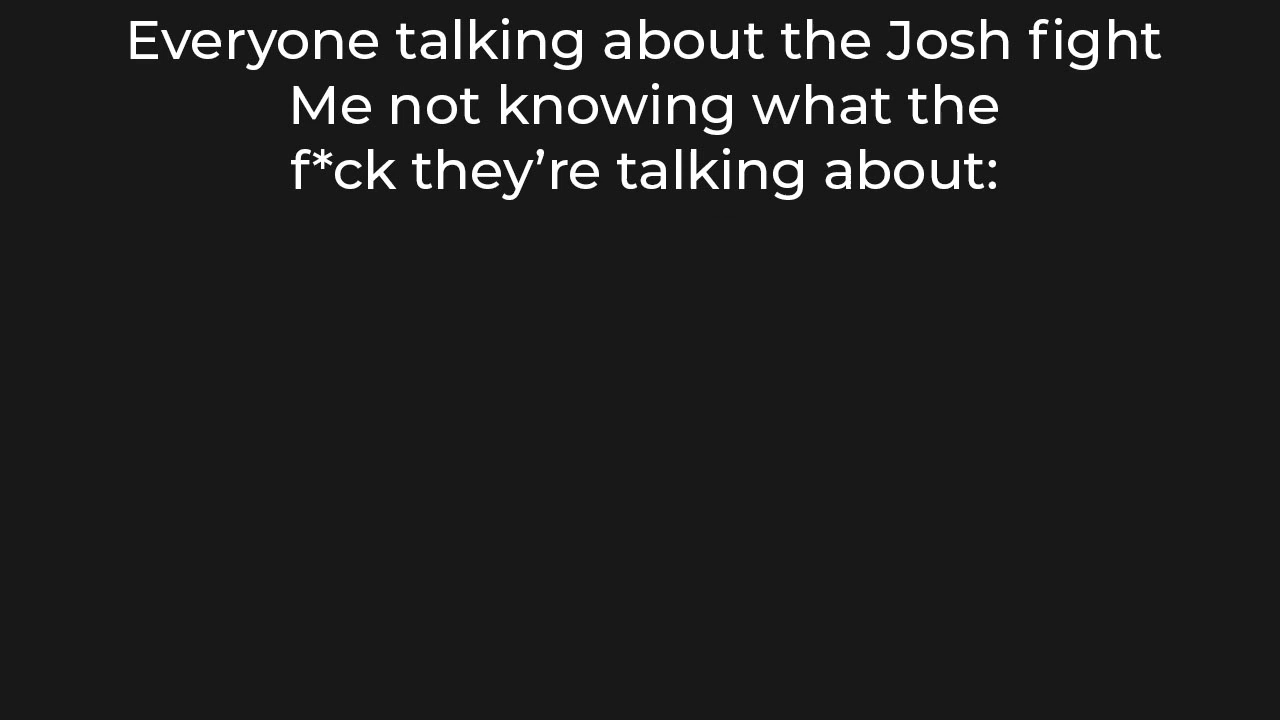 Everyone talking about the Josh fight
Me not knowing what the
f*ck they’re talking about: